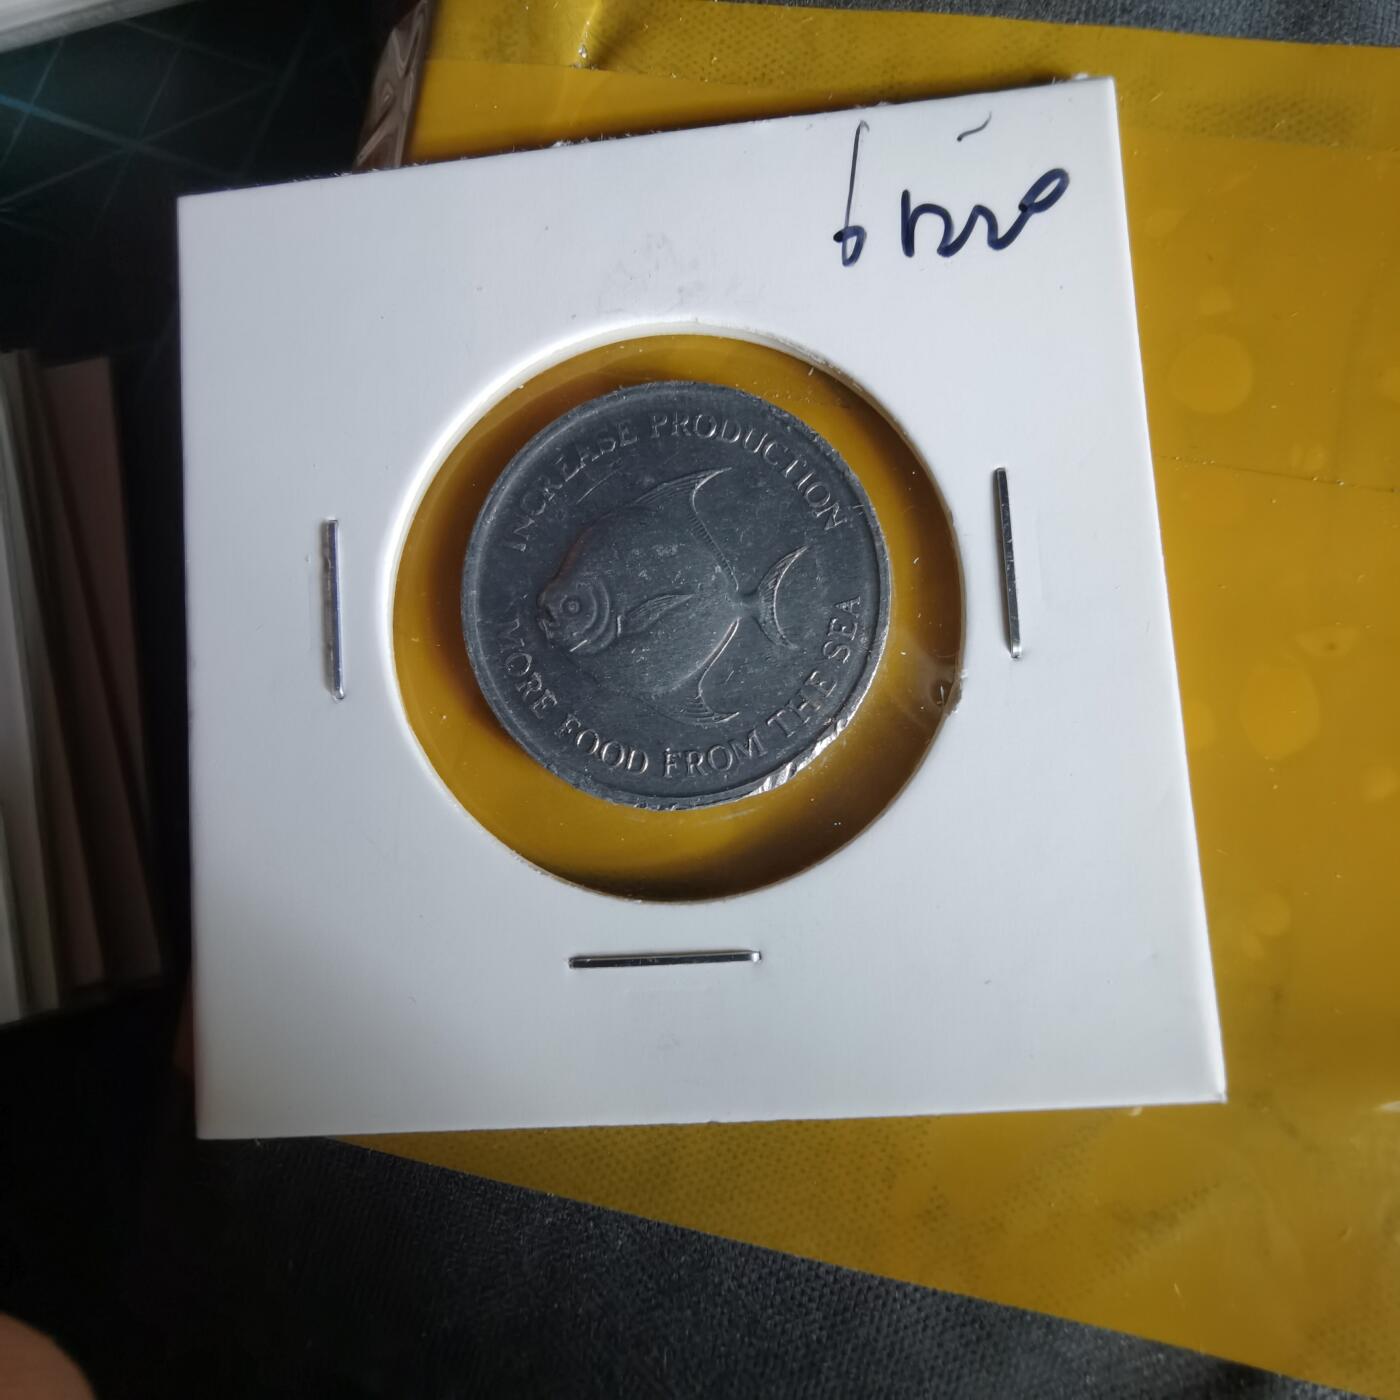 INCREASE PRODUCTION
MORE FOOD FROM THE SEA